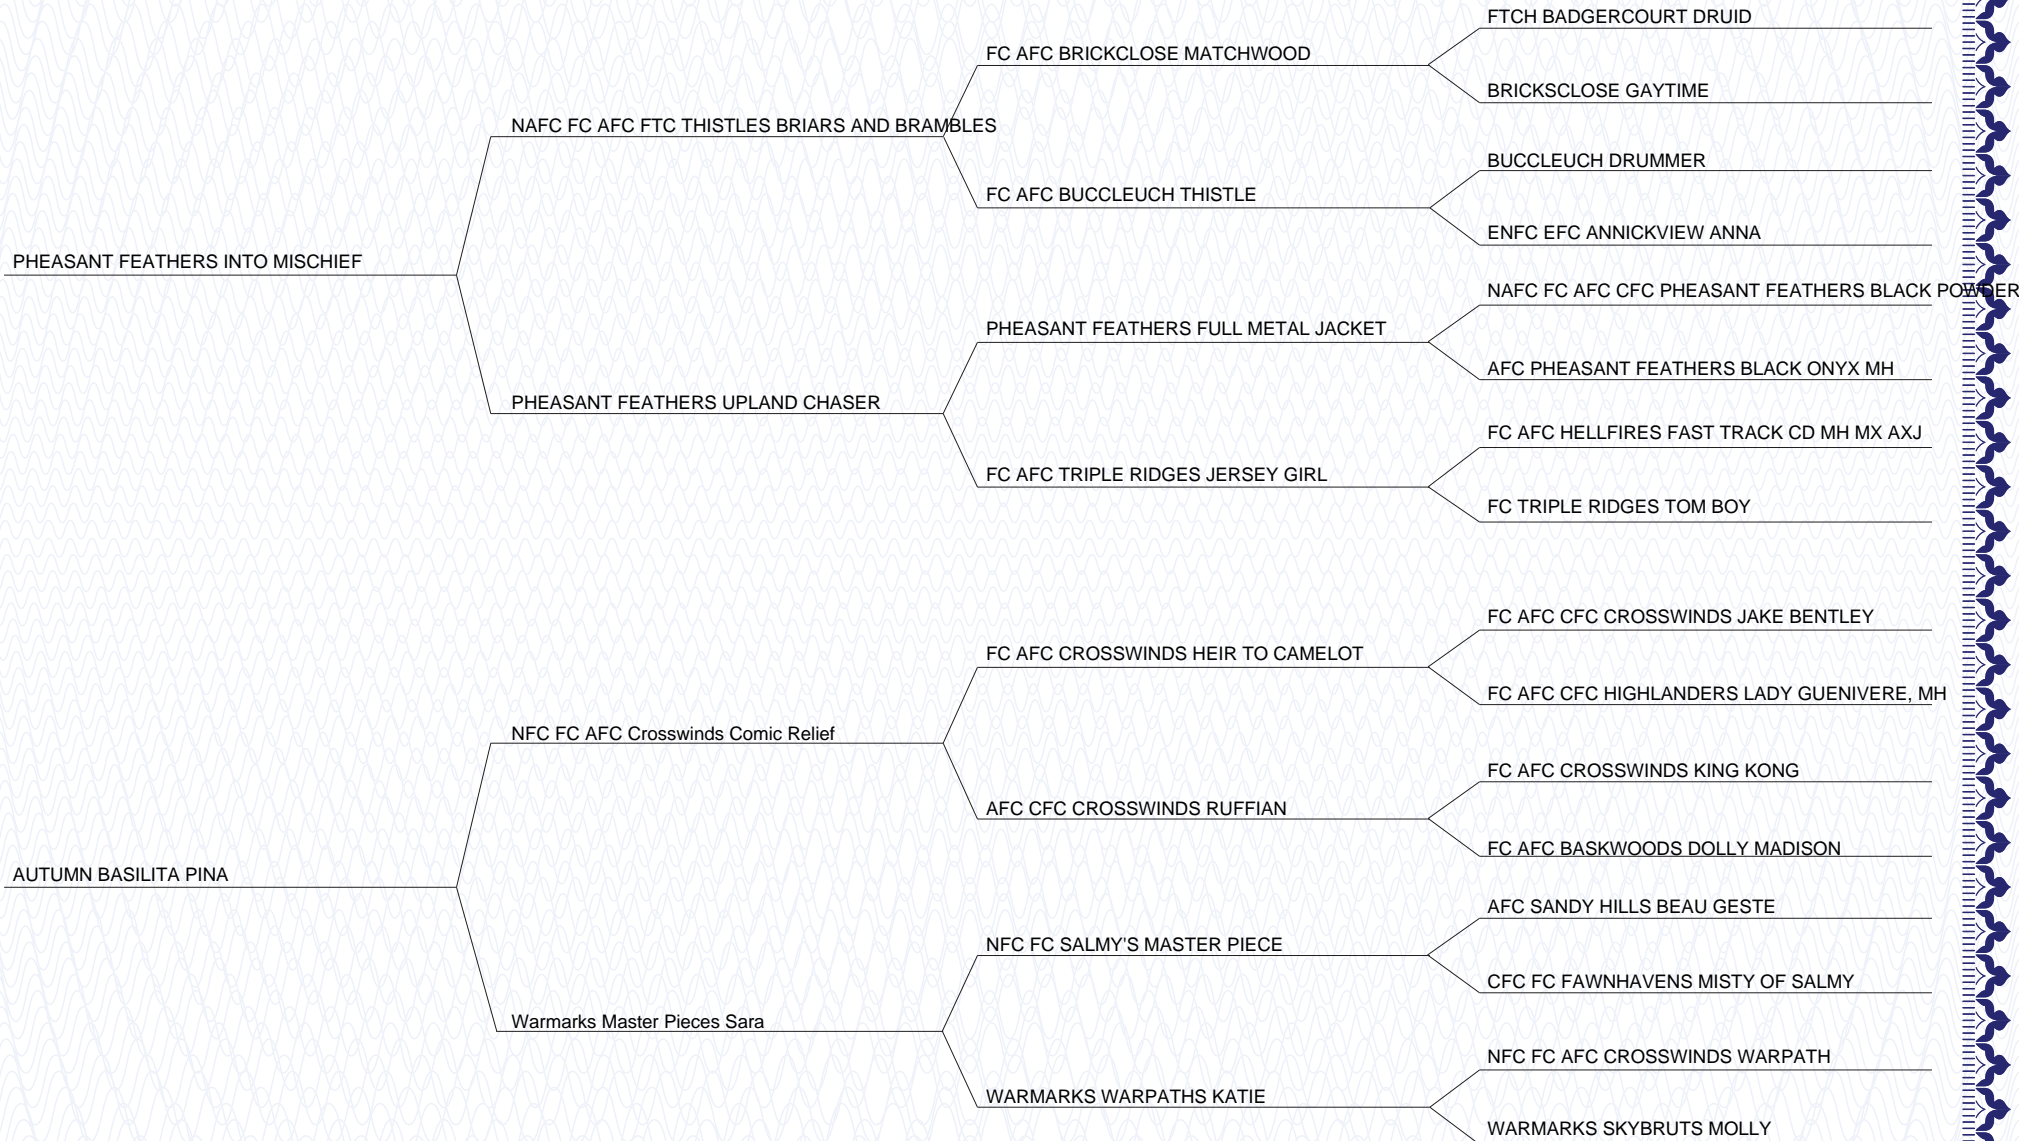 FTCH BADGERCOURT DRUID
FC AFC BRICKCLOSE MATCHWOOD
BRICKSCLOSE GAYTIME
NAFC FC AFC FTC THISTLES BRIARS AND BRAMBLES
BUCCLEUCH DRUMMER
FC AFC BUCCLEUCH THISTLE
ENFC EFC ANNICKVIEW ANNA
PHEASANT FEATHERS INTO MISCHIEF
NAFC FC AFC CFC PHEASANT FEATHERS BLACK POWDER
PHEASANT FEATHERS FULL METAL JACKET
AFC PHEASANT FEATHERS BLACK ONYX MH
PHEASANT FEATHERS UPLAND CHASER
FC AFC HELLFIRES FAST TRACK CD MH MX AXJ
FC AFC TRIPLE RIDGES JERSEY GIRL
FC TRIPLE RIDGES TOM BOY
FC AFC CFC CROSSWINDS JAKE BENTLEY
FC AFC CROSSWINDS HEIR TO CAMELOT
FC AFC CFC HIGHLANDERS LADY GUENIVERE, MH
NFC FC AFC Crosswinds Comic Relief
FC AFC CROSSWINDS KING KONG
AFC CFC CROSSWINDS RUFFIAN
FC AFC BASKWOODS DOLLY MADISON
AUTUMN BASILITA PINA
AFC SANDY HILLS BEAU GESTE
NFC FC SALMY'S MASTER PIECE
CFC FC FAWNHAVENS MISTY OF SALMY
Warmarks Master Pieces Sara
NFC FC AFC CROSSWINDS WARPATH
WARMARKS WARPATHS KATIE
WARMARKS SKYBRUTS MOLLY